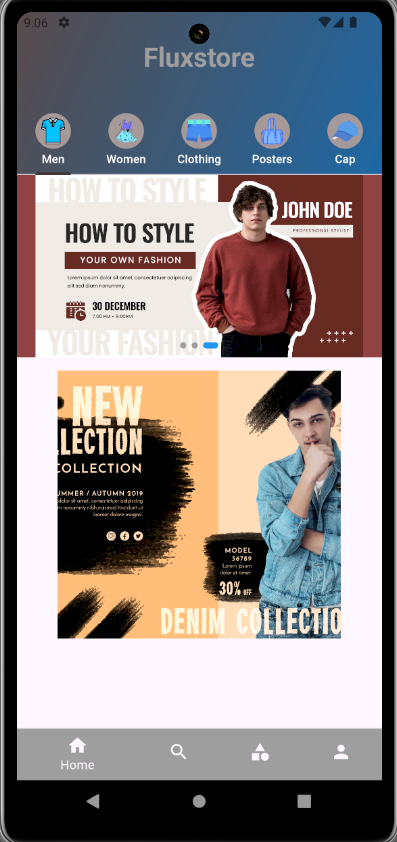 9:06
Fluxstore
Men
Women
Clothing
Posters
Cap
HOW TO STYLE
HOW TO STYLE
YOUR OWN FASHION
Lorem ipsum dolor sit amet, consectetuer adipiscing
elit sed diam nonummy.
30 DECEMBER
7:00 PM - 9:00PM
YOUR FASHION
JOHN DOE
PROFESSIONAL STYLIST
NEW
LLECTION
COLLECTION
UMMER / AUTUMN 2019
dolor sit amet, consectetuer adipiscing
m nonummy nibh euismod tincidunt ut
laoreet dolore magna.
MODEL
56789
Lorem ipsum
dolor sit amet.
30% OFF
DENIM COLLECTIO
Home